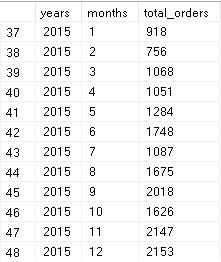 years months total_orders
37 2015 1 918
38 2015 2 756
39 2015 3 1068
40 2015 4 1051
41 2015 5 1284
42 2015 6 1748
43 2015 7 1087
44 2015 8 1675
45 2015 9 2018
46 2015 10 1626
47 2015 11 2147
48 2015 12 2153